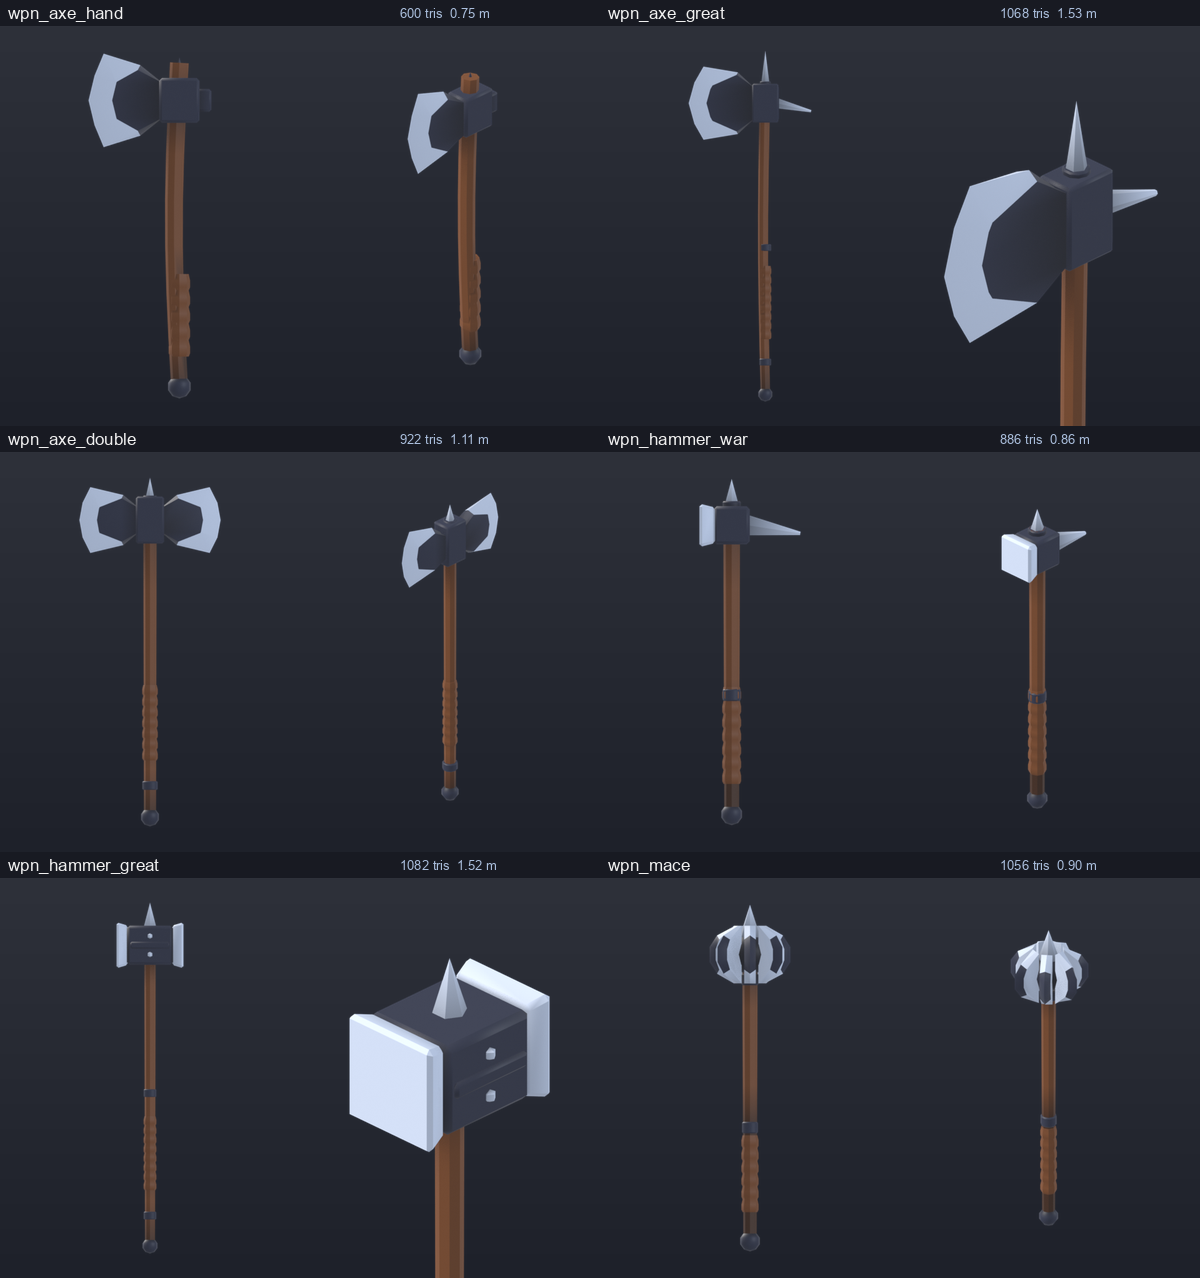 wpn_axe_hand 600 tris 0.75 m
wpn_axe_great 1068 tris 1.53 m
wpn_axe_double 922 tris 1.11 m
wpn_hammer_war 886 tris 0.86 m
wpn_hammer_great 1082 tris 1.52 m
wpn_mace 1056 tris 0.90 m